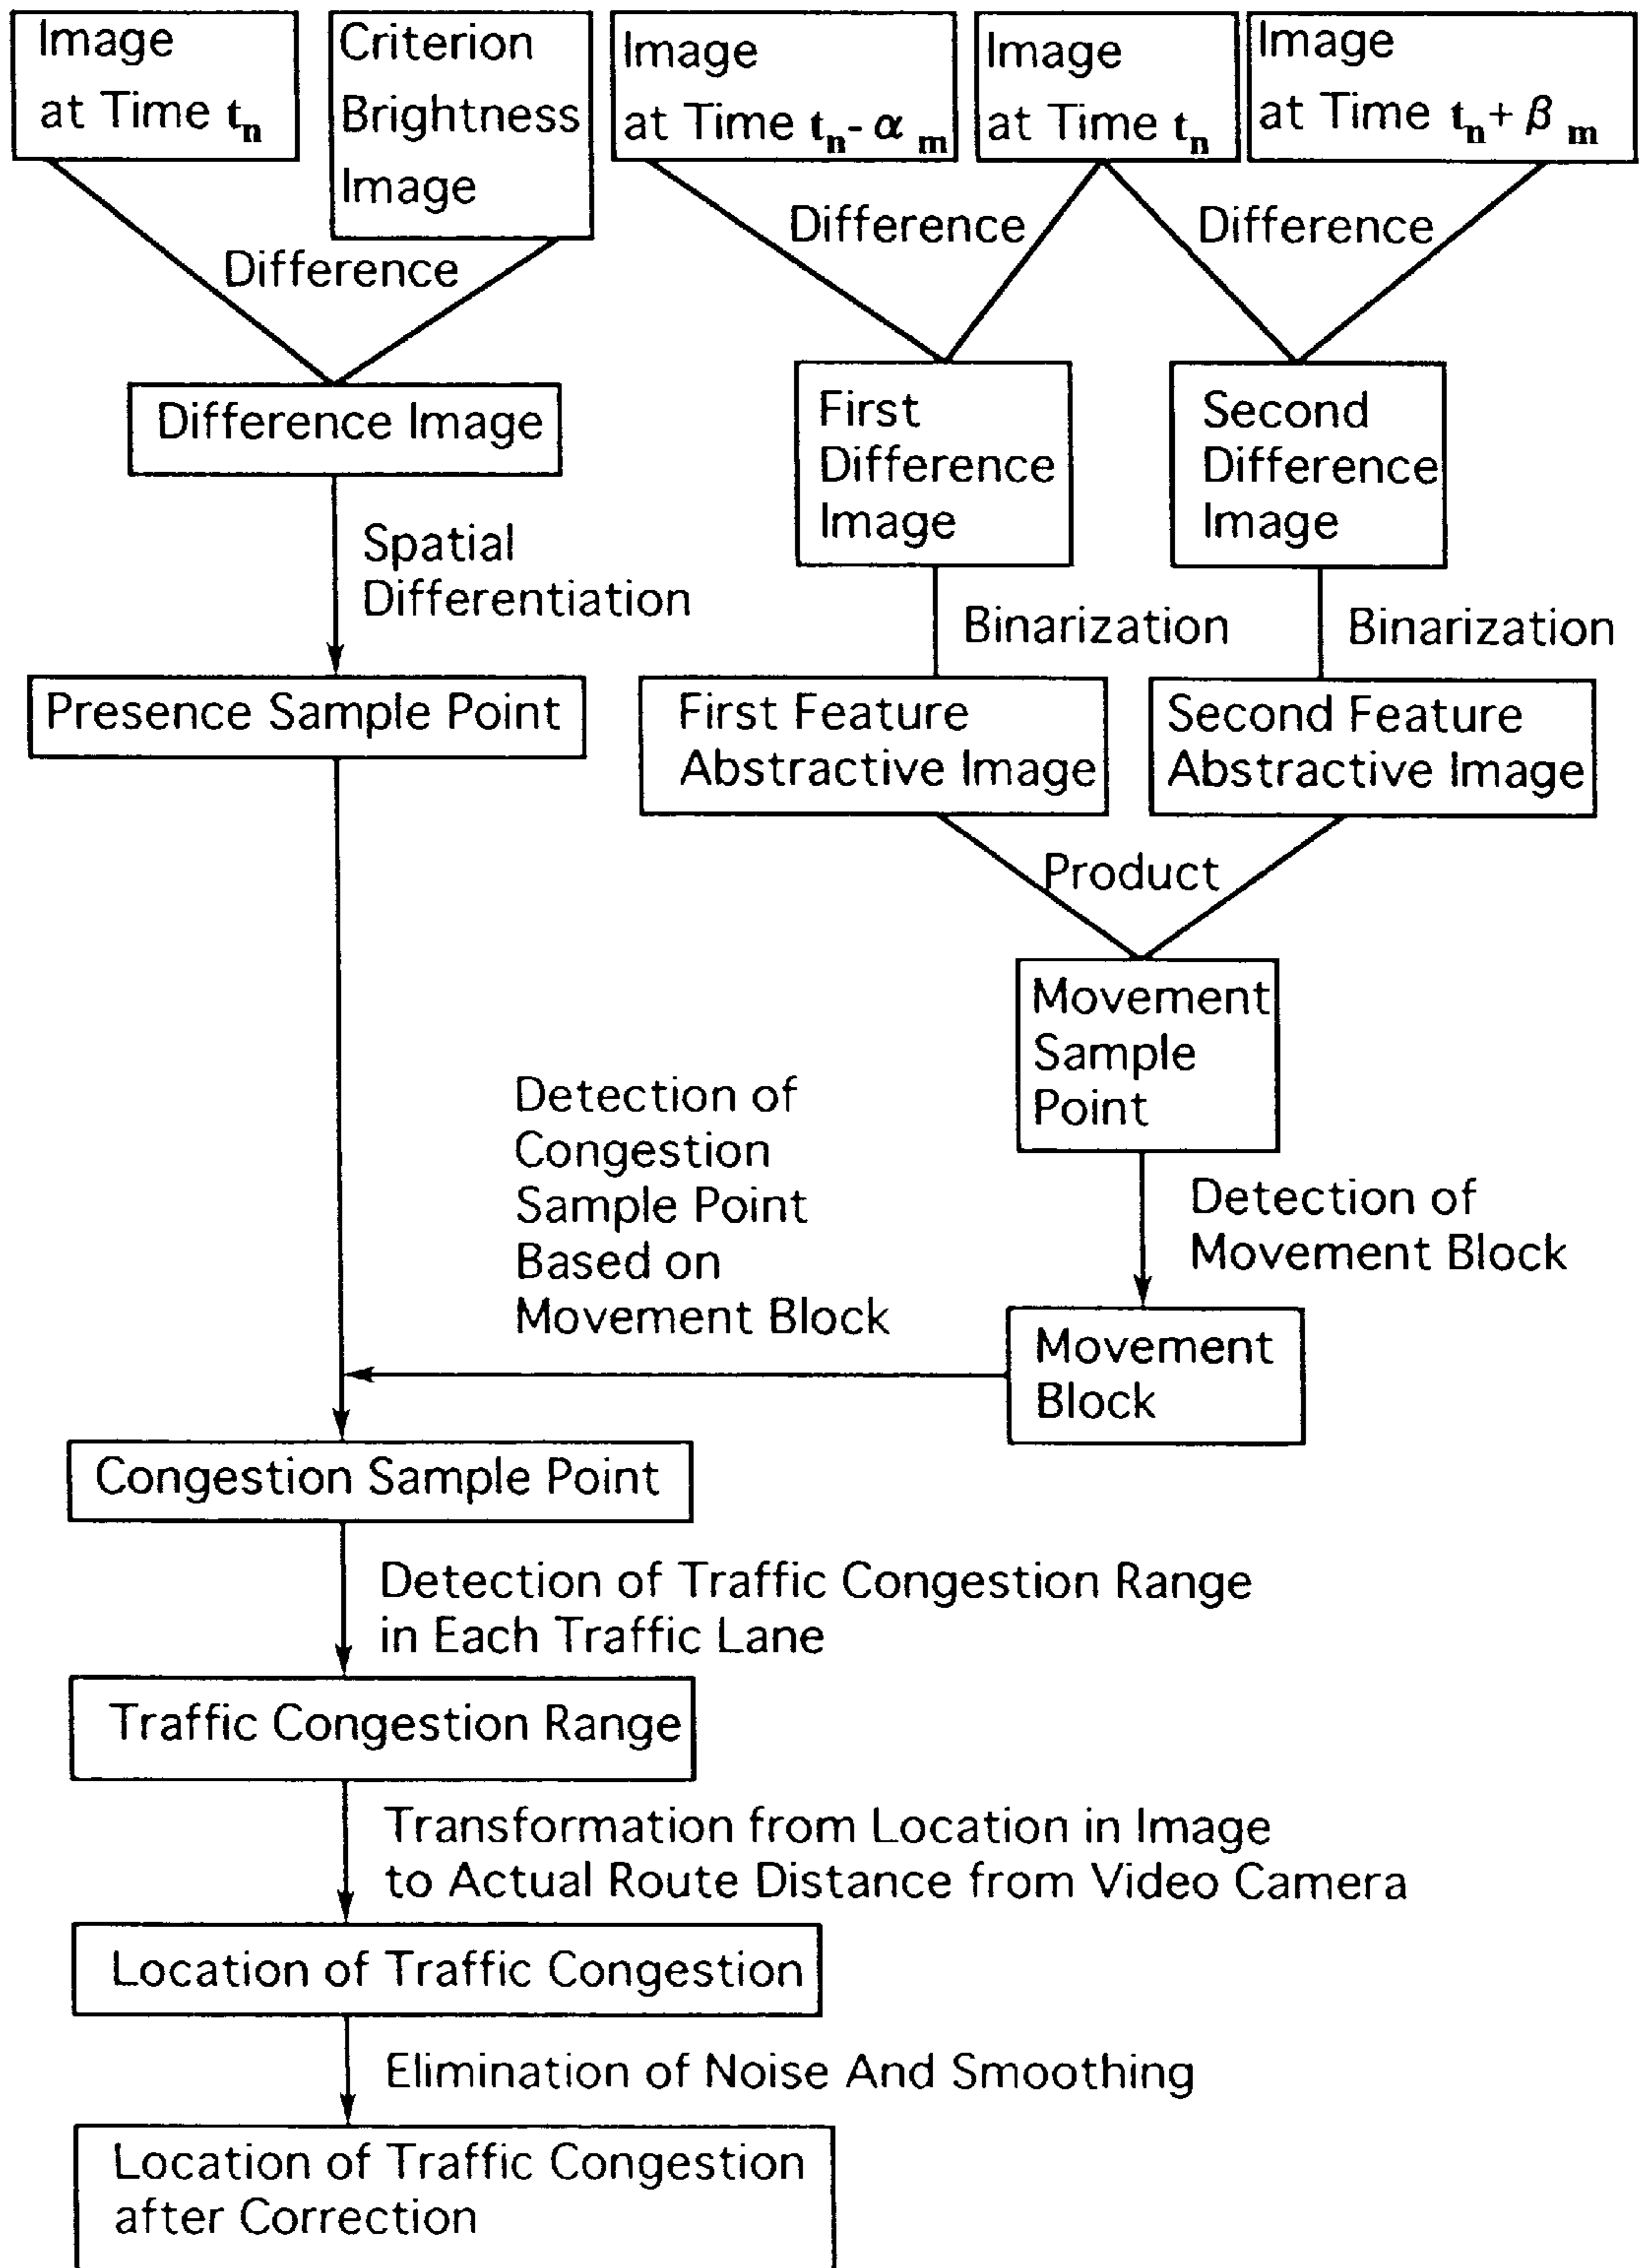 Image
at Time tn
Criterion
Brightness
Image
Image
at Time tn- α m
Image
at Time tn
Image
at Time tn+ β m
Difference
Difference
Difference
Difference Image
First
Difference
Image
Second
Difference
Image
Spatial
Differentiation
Binarization
Binarization
Presence Sample Point
First Feature
Abstractive Image
Second Feature
Abstractive Image
Product
Movement
Sample
Point
Detection of
Congestion
Sample Point
Based on
Movement Block
Detection of
Movement Block
Movement
Block
Congestion Sample Point
Detection of Traffic Congestion Range
in Each Traffic Lane
Traffic Congestion Range
Transformation from Location in Image
to Actual Route Distance from Video Camera
Location of Traffic Congestion
Elimination of Noise And Smoothing
Location of Traffic Congestion
after Correction